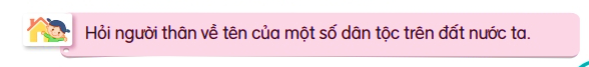 Hỏi người thân về tên của một số dân tộc trên đất nước ta.